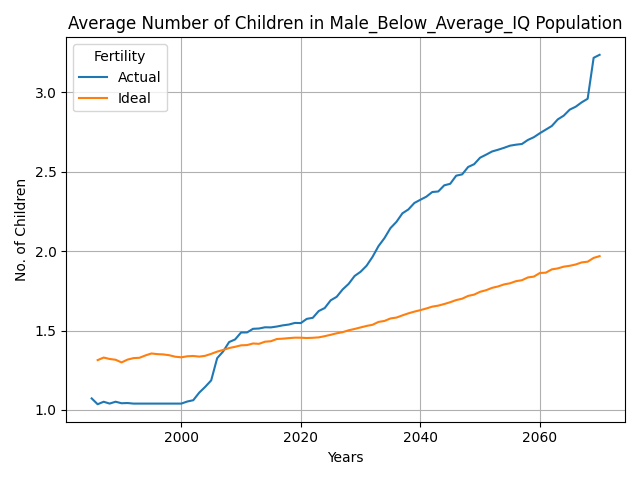 Average Number of Children in Male_Below_Average_IQ Population
Fertility
Actual
Ideal
No. of Children
3.0
2.5
2.0
1.5
1.0
2000
2020
2040
2060
Years